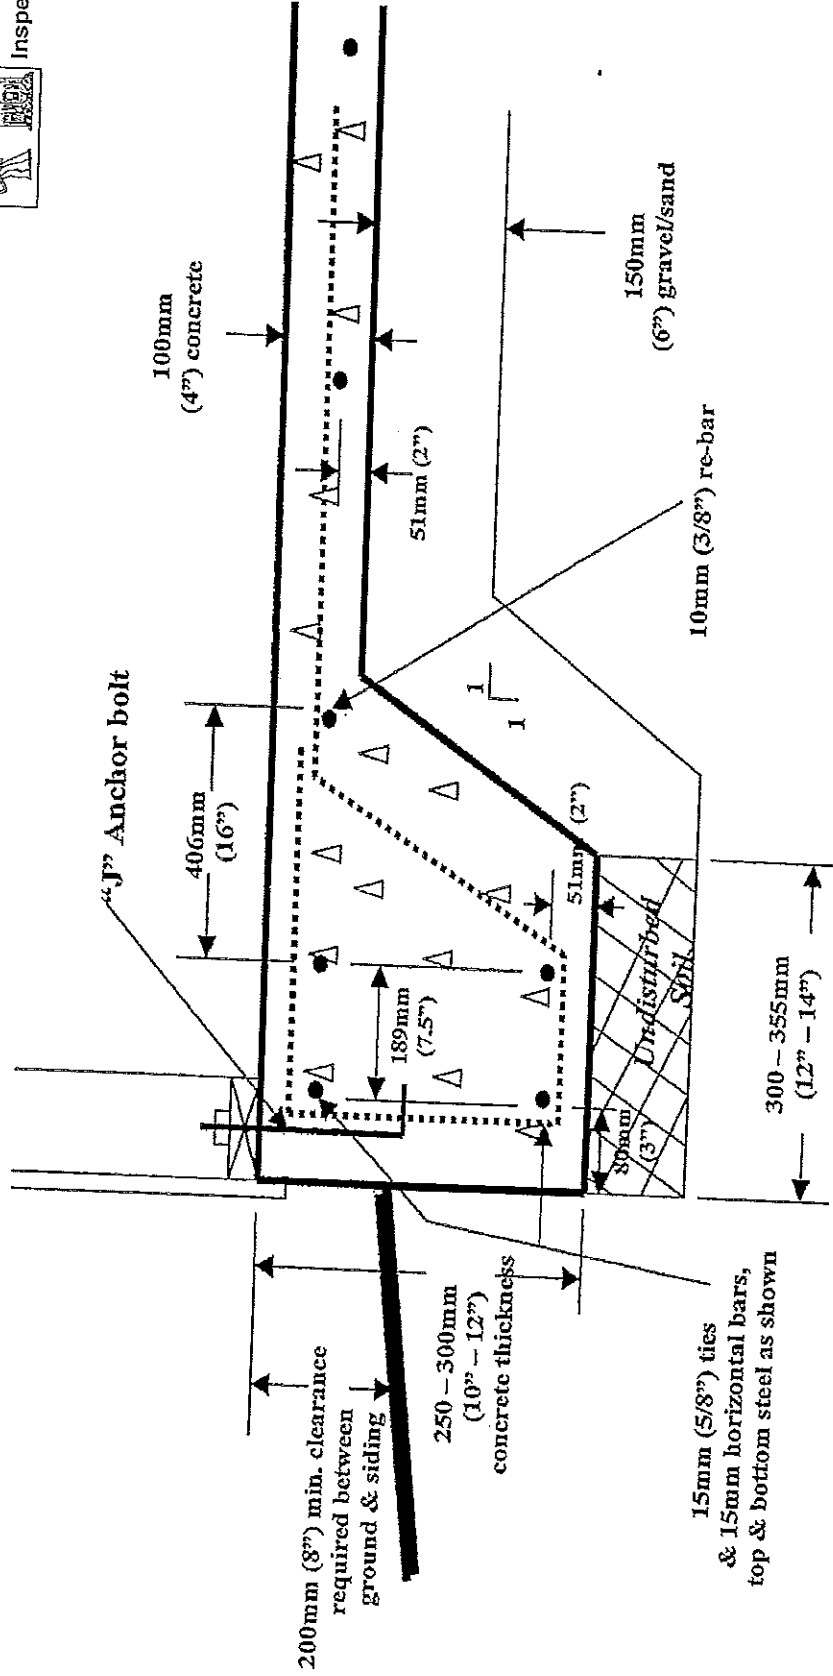 Inspe
100mm
(4") concrete
"J" Anchor bolt
406mm
(16")
51mm (2")
150mm
(6") gravel/sand
10mm (3/8") re-bar
1
1
189mm
(7.5")
51mm (2")
Undisturbed
Soil
80mm
(3")
300 – 355mm
(12" – 14")
200mm (8") min. clearance
required between
ground & siding
250 – 300mm
(10" – 12")
concrete thickness
15mm (5/8") ties
& 15mm horizontal bars,
top & bottom steel as shown